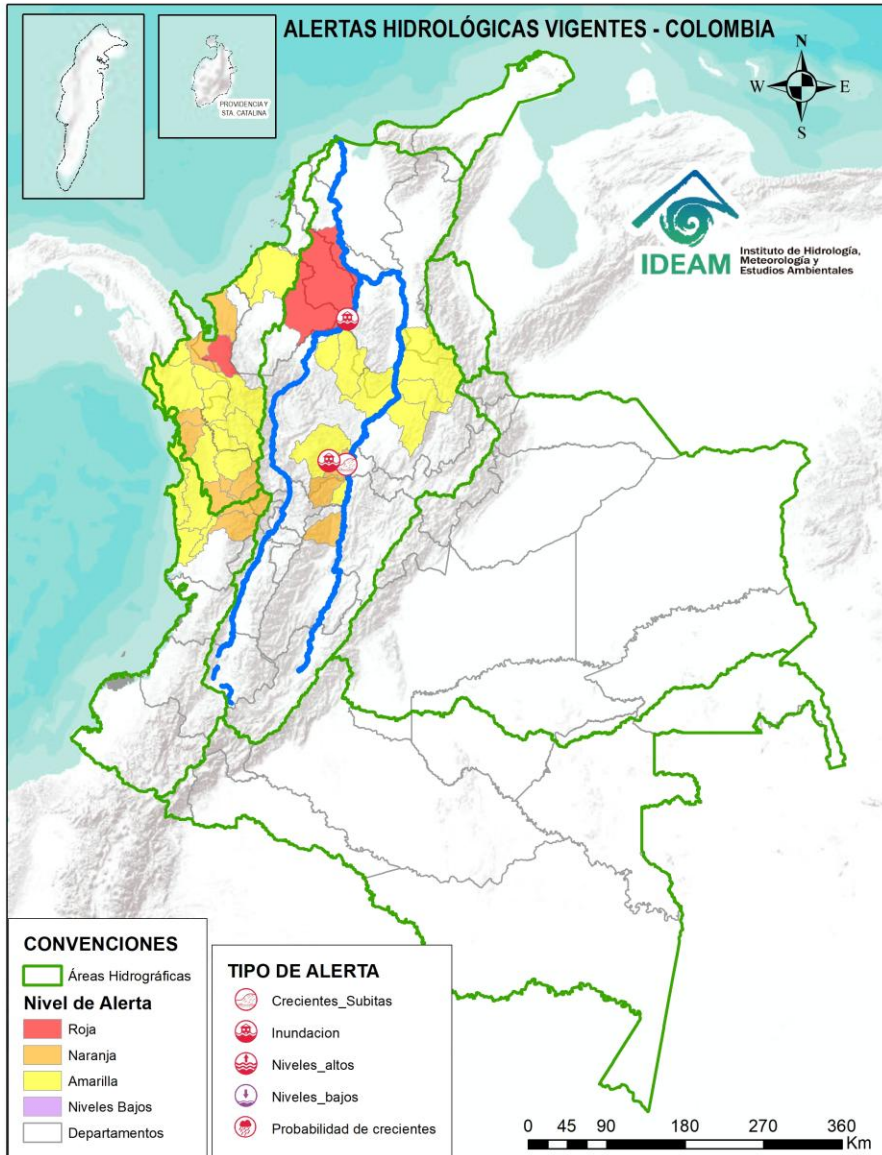 ALERTAS HIDROLÓGICAS VIGENTES - COLOMBIA
PROVIDENCIA Y
STA. CATALINA
N
W
E
S
IDEAM
Instituto de Hidrología,
Meteorología y
Estudios Ambientales
CONVENCIONES
Áreas Hidrográficas
Nivel de Alerta
Roja
Naranja
Amarilla
Niveles Bajos
Departamentos
TIPO DE ALERTA
Crecientes_Subitas
Inundacion
Niveles_altos
Niveles_bajos
Probabilidad de crecientes
0 45 90 180 270 360
Km